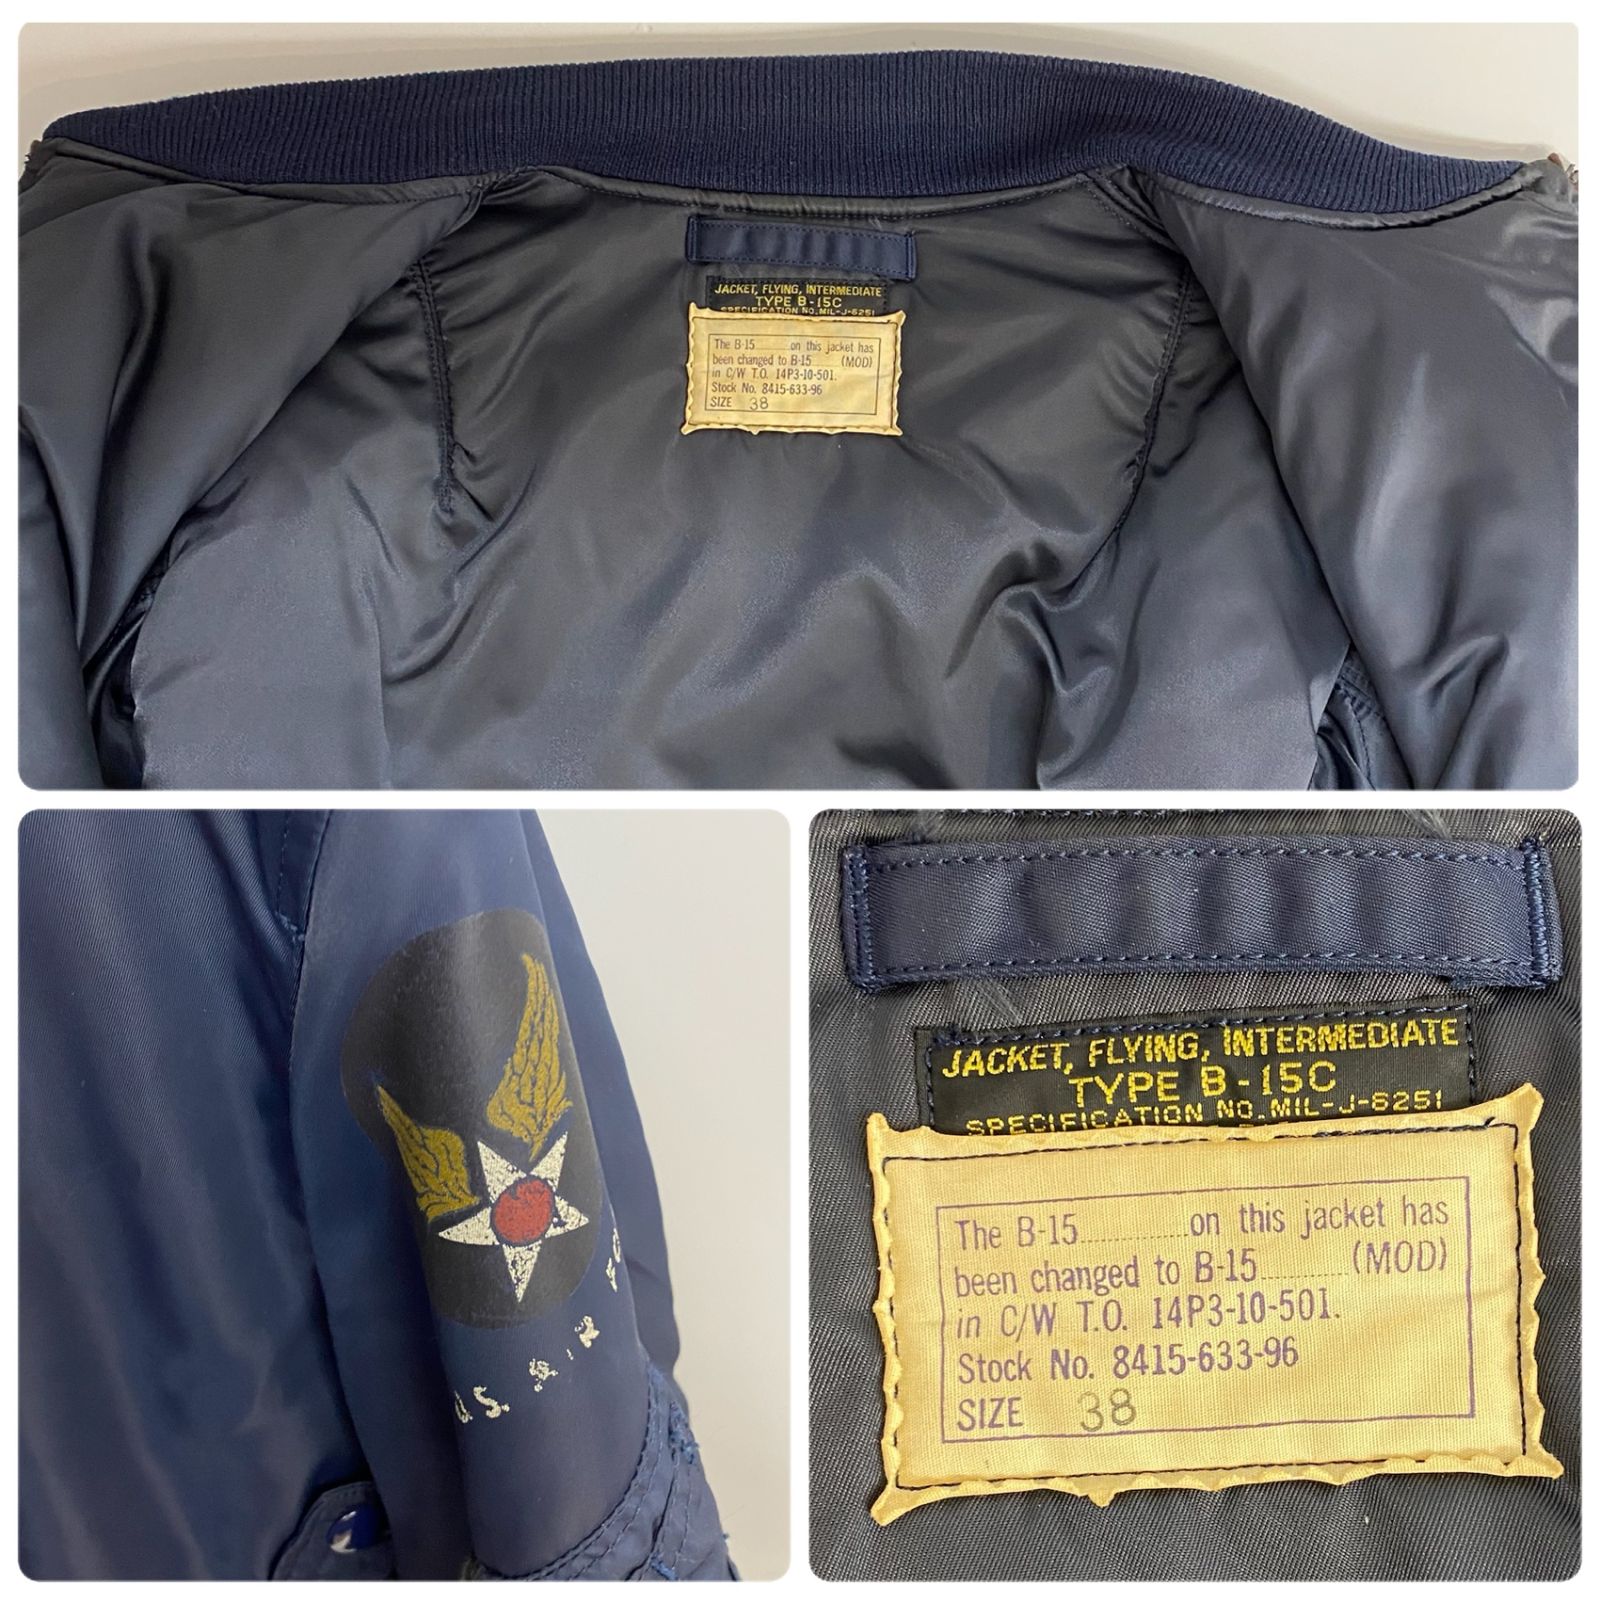 JACKET, FLYING, INTERMEDIATE
TYPE B-15C
SPECIFICATION NO. MIL-J-6251
The B-15 on this jacket has
been changed to B-15 (MOD)
in C/W T.O. 14P3-10-501.
Stock No. 8415-633-96
SIZE 38
U.S. AIR FO
JACKET, FLYING, INTERMEDIATE
TYPE B-15C
SPECIFICATION NO. MIL-J-6251
The B-15............on this jacket has
been changed to B-15..........(MOD)
in C/W T.O. 14P3-10-501.
Stock No. 8415-633-96
SIZE 38